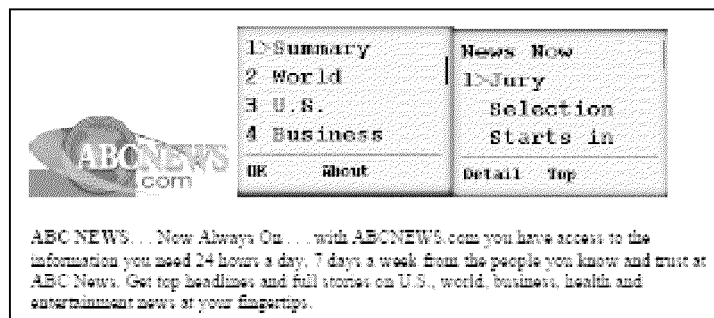 1>Summary
2 World
3 U.S.
4 Business
OK About
News Now
1>Jury
Selection
Starts in
Detail Top
ABCNEWS
.com
ABC NEWS. . . Now Always On . . . with ABCNEWS.com you have access to the
information you need 24 hours a day, 7 days a week from the people you know and trust at
ABC News. Get top headlines and full stories on U.S., world, business, health and
entertainment news at your fingertips.